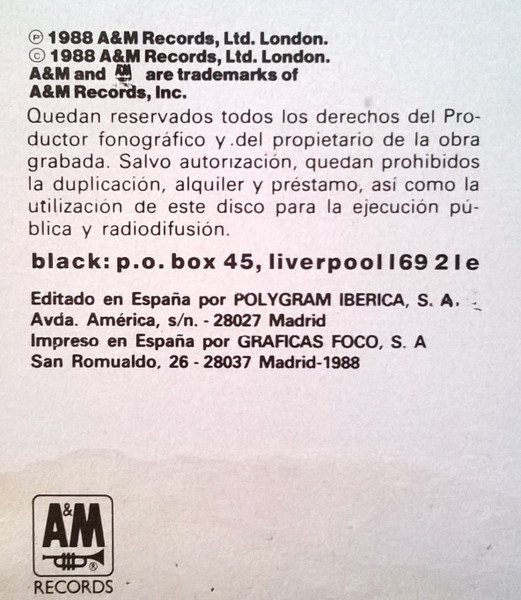 ℗ 1988 A&M Records, Ltd. London.
© 1988 A&M Records, Ltd. London.
A&M and A&M are trademarks of
A&M Records, Inc.
Quedan reservados todos los derechos del Pro-
ductor fonográfico y del propietario de la obra
grabada. Salvo autorización, quedan prohibidos
la duplicación, alquiler y préstamo, así como la
utilización de este disco para la ejecución pú-
blica y radiodifusión.
black: p.o. box 45, liverpool l69 2le
Editado en España por POLYGRAM IBERICA, S. A.
Avda. América, s/n. - 28027 Madrid
Impreso en España por GRAFICAS FOCO, S. A
San Romualdo, 26 - 28037 Madrid-1988
A&M
®
RECORDS